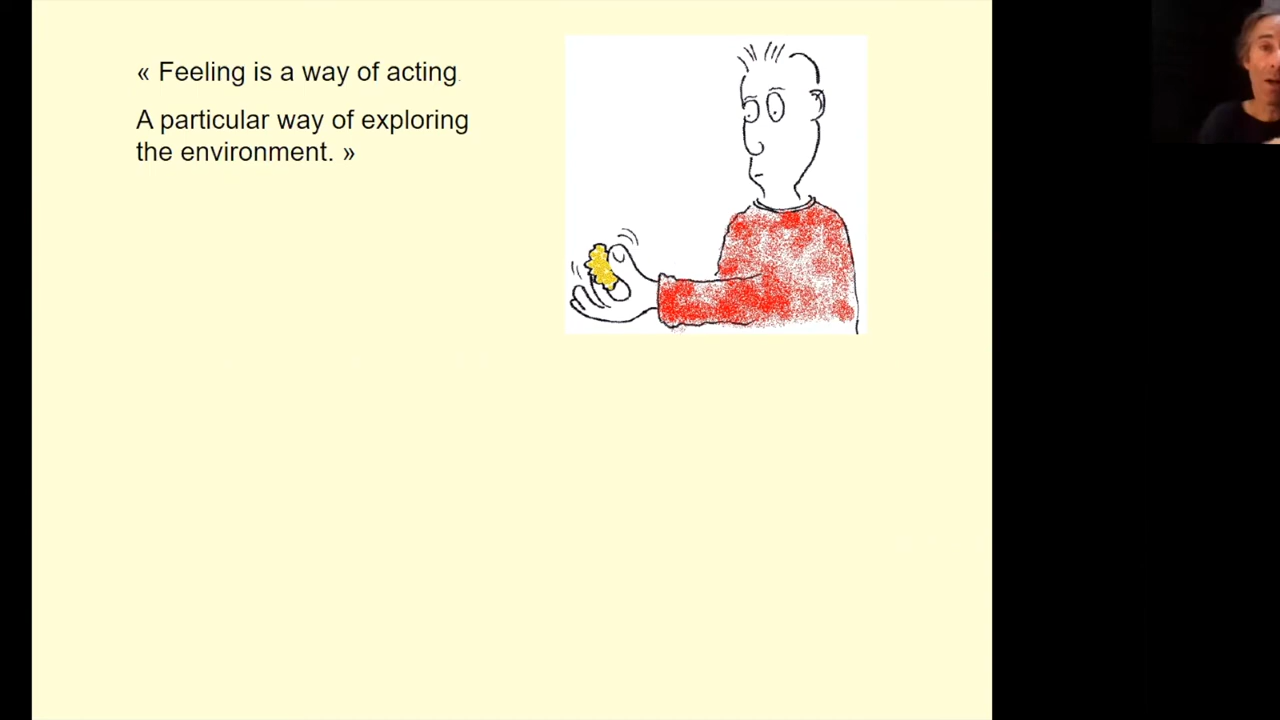 « Feeling is a way of acting.
A particular way of exploring
the environment. »